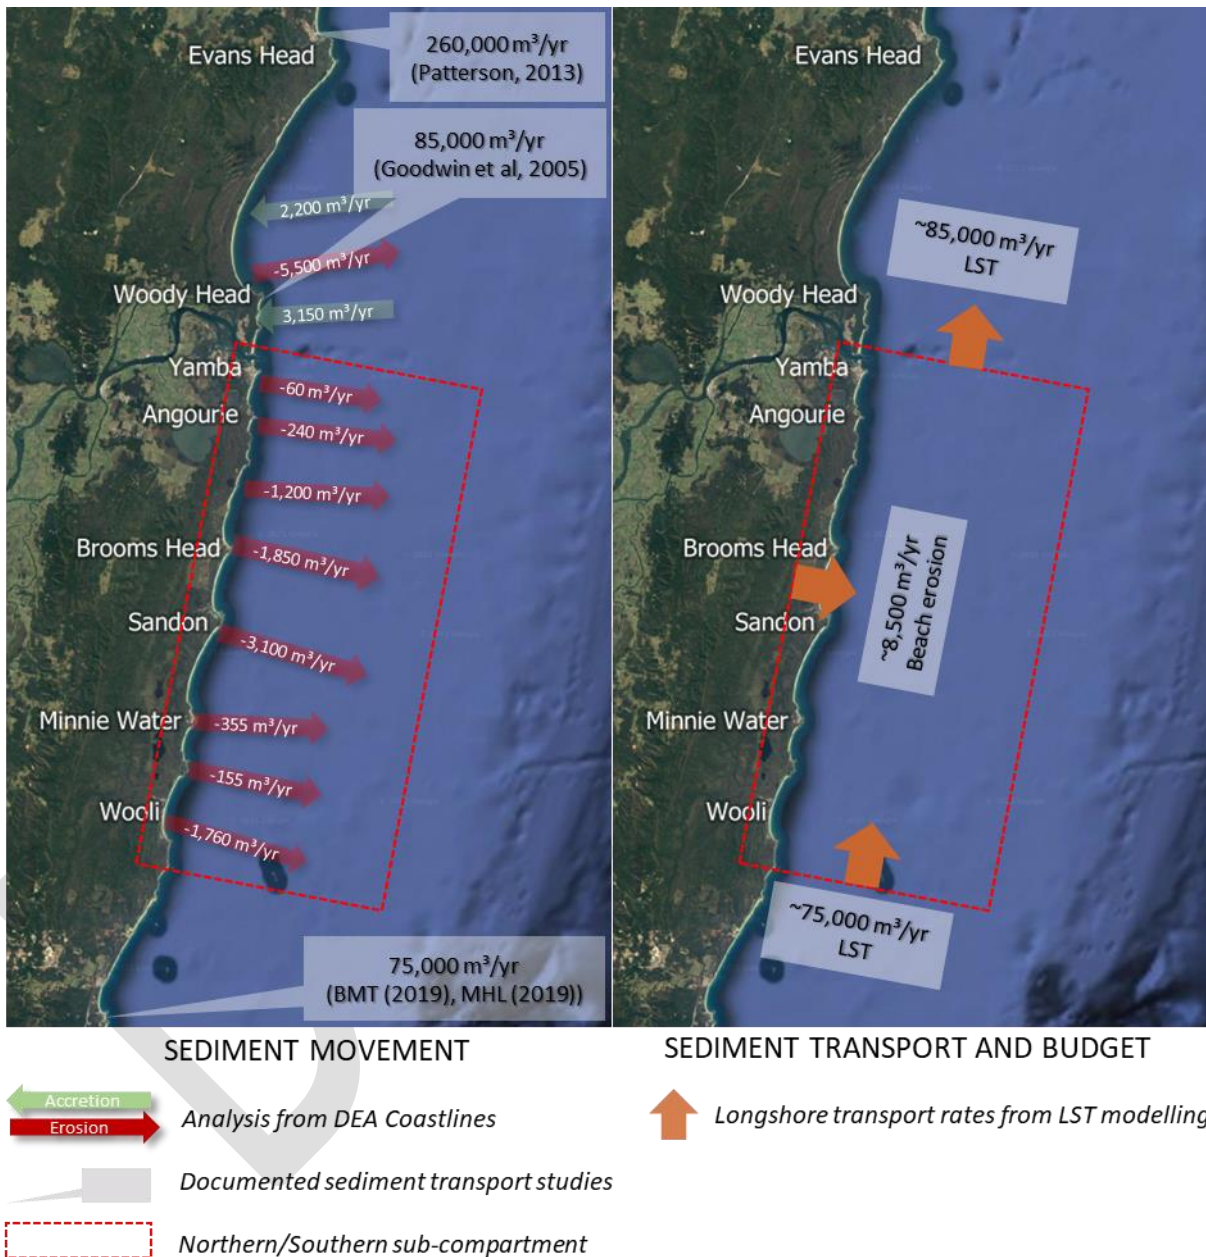 Evans Head
260,000 m³/yr
(Patterson, 2013)
85,000 m³/yr
(Goodwin et al, 2005)
2,200 m³/yr
-5,500 m³/yr
Woody Head
3,150 m³/yr
Yamba
-60 m³/yr
Angourie
-240 m³/yr
-1,200 m³/yr
Brooms Head
-1,850 m³/yr
Sandon
-3,100 m³/yr
Minnie Water
-355 m³/yr
-155 m³/yr
Wooli
-1,760 m³/yr
75,000 m³/yr
(BMT (2019), MHL (2019))
Evans Head
~85,000 m³/yr
LST
Woody Head
Yamba
Angourie
Brooms Head
~8,500 m³/yr
Beach erosion
Sandon
Minnie Water
Wooli
~75,000 m³/yr
LST
SEDIMENT MOVEMENT
Accretion
Erosion
Analysis from DEA Coastlines
Documented sediment transport studies
Northern/Southern sub-compartment
SEDIMENT TRANSPORT AND BUDGET
Longshore transport rates from LST modelling